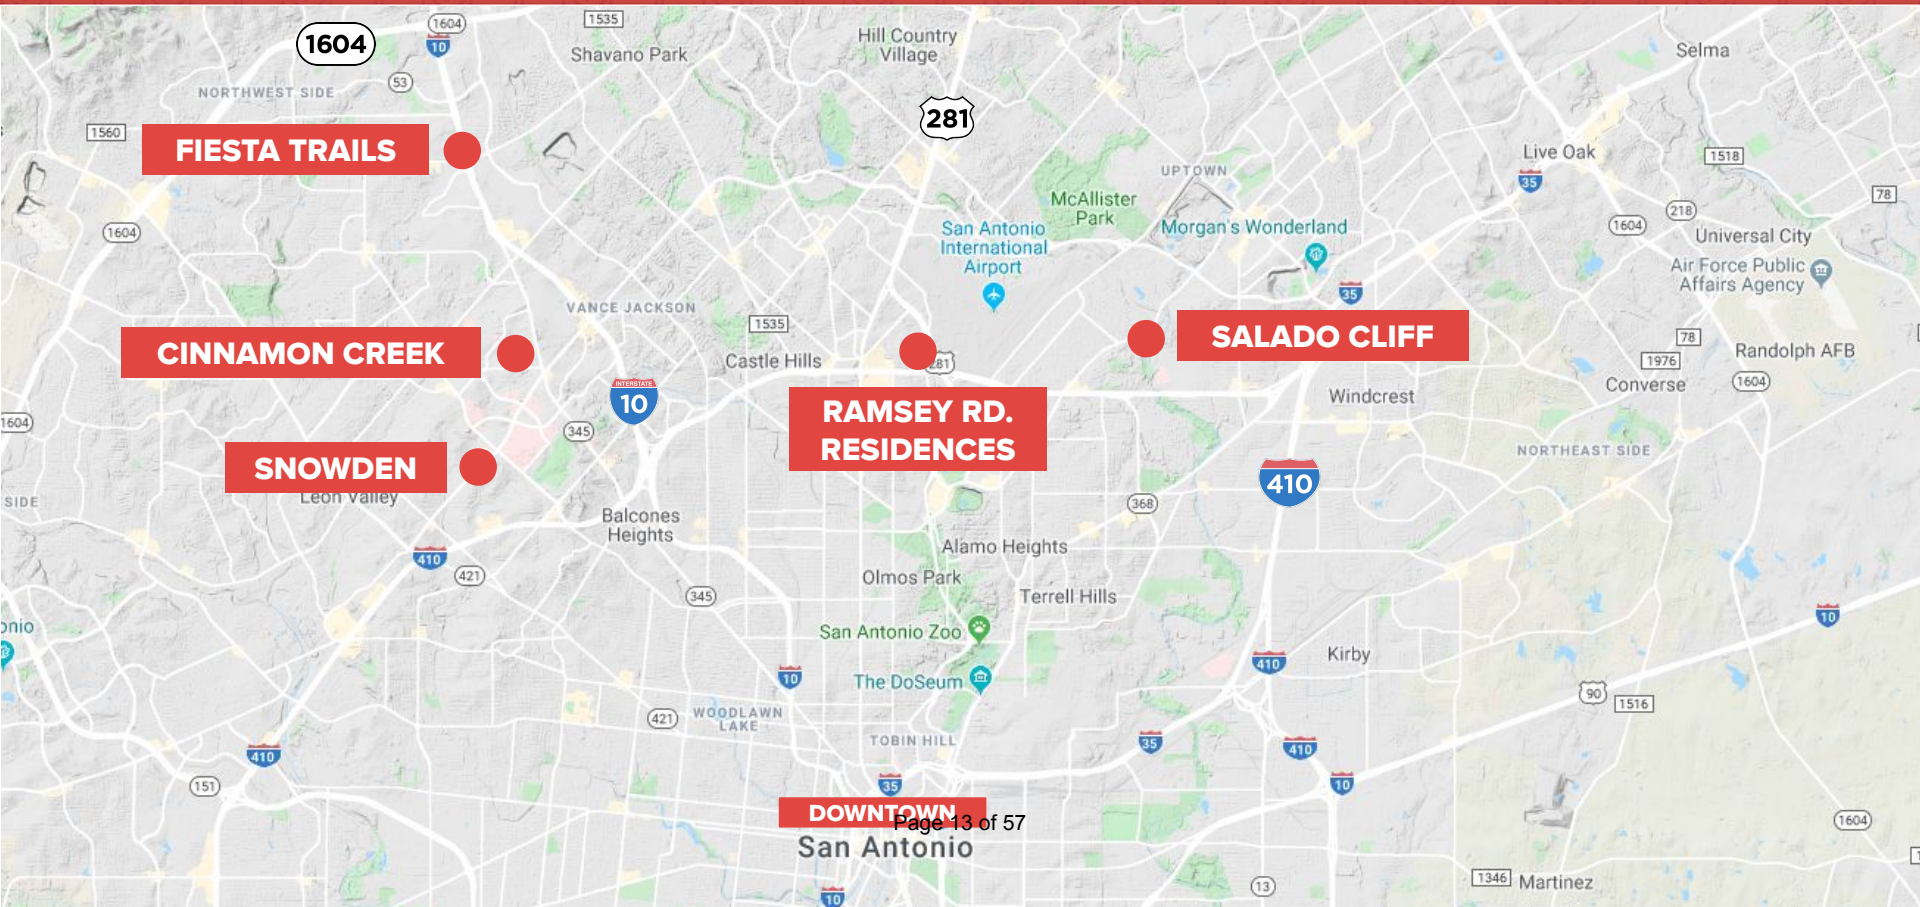 1604
1604
10
1535
Shavano Park
Hill Country
Village
Selma
53
NORTHWEST SIDE
281
1560
FIESTA TRAILS
Live Oak
1518
35
UPTOWN
78
McAllister
Park
218
1604
1604
San Antonio
International
Airport
Morgan's Wonderland
Universal City
Air Force Public
Affairs Agency
35
VANCE JACKSON
1535
SALADO CLIFF
CINNAMON CREEK
Castle Hills
281
78
1976
Randolph AFB
Converse
1604
INTERSTATE
10
Windcrest
RAMSEY RD.
RESIDENCES
1604
345
NORTHEAST SIDE
SNOWDEN
Leon Valley
410
SIDE
368
Balcones
Heights
Alamo Heights
410
421
Olmos Park
345
Terrell Hills
10
onio
San Antonio Zoo
Kirby
410
10
The DoSeum
90
1516
421
WOODLAWN
LAKE
TOBIN HILL
35
410
410
151
35
10
DOWNTOWN
Page 13 of 57
1604
San Antonio
1346
Martinez
13
10